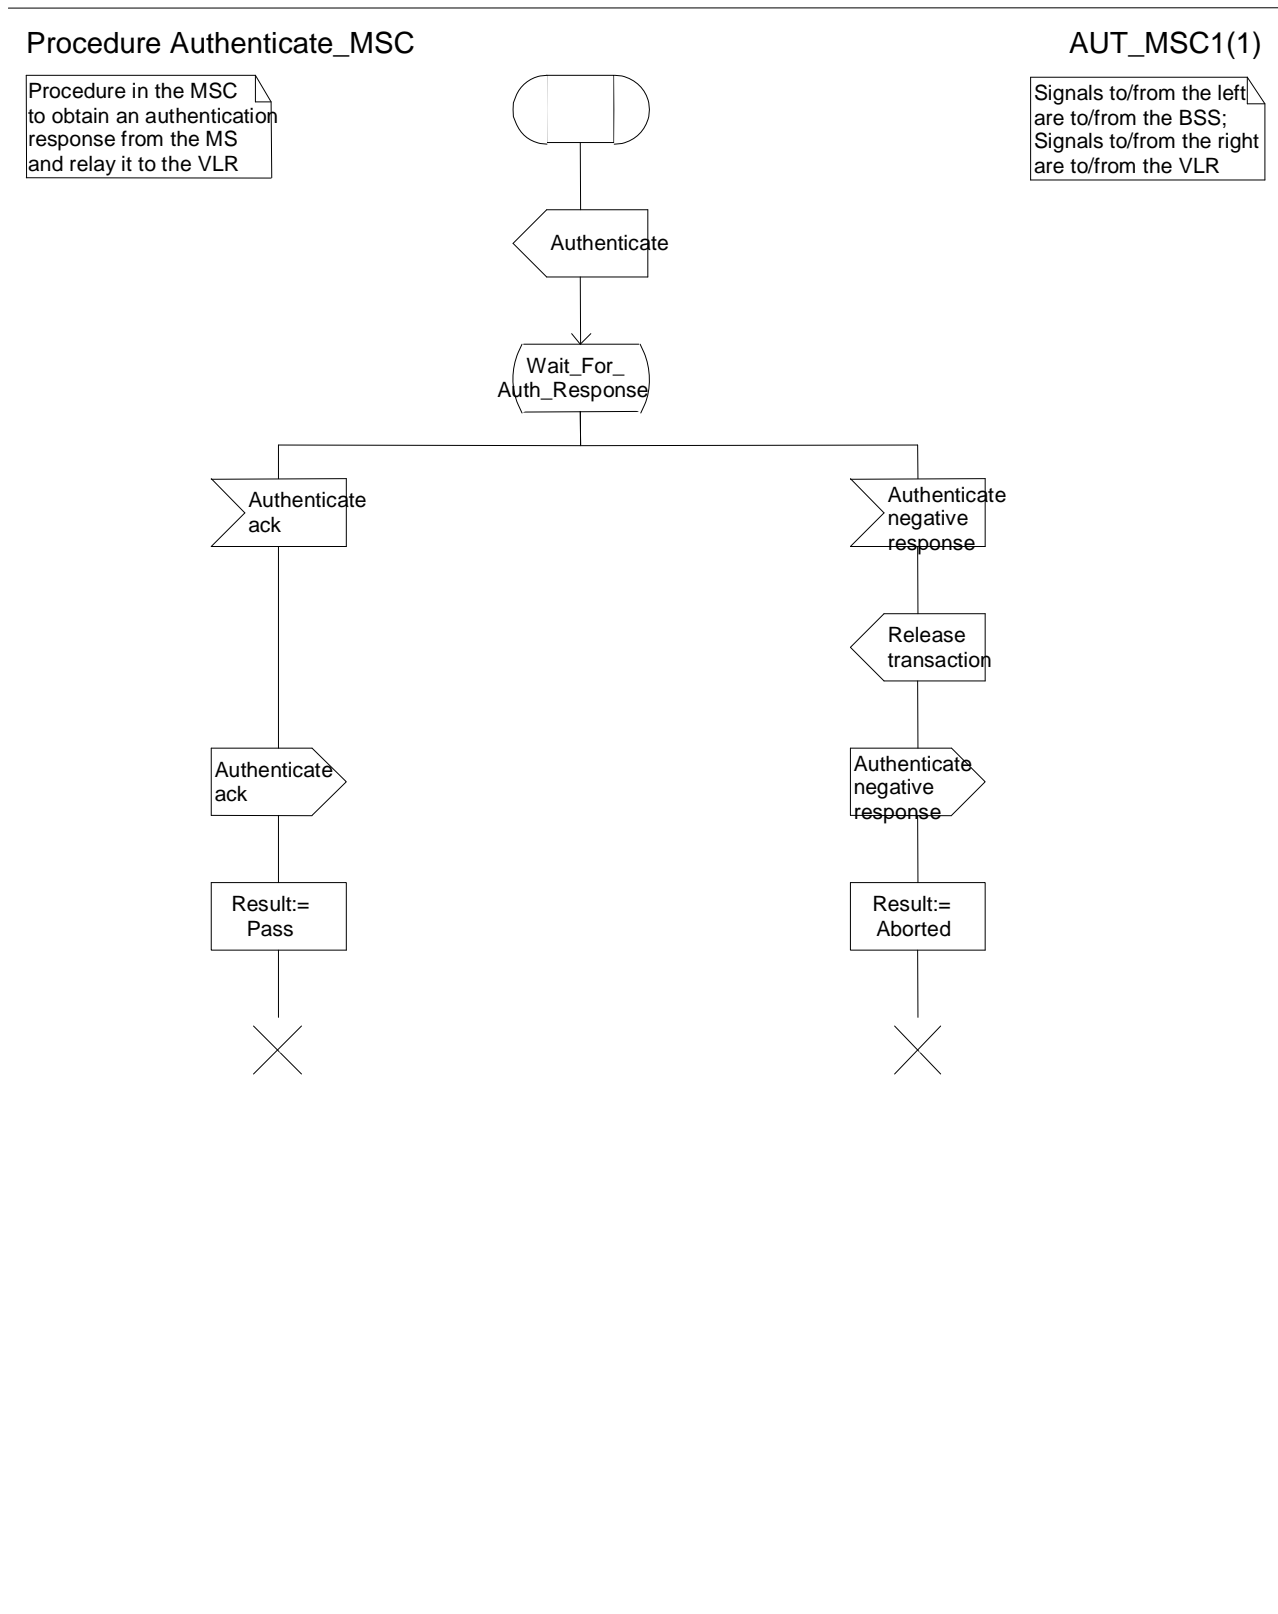 Procedure Authenticate_MSC
AUT_MSC1(1)
Procedure in the MSC
to obtain an authentication
response from the MS
and relay it to the VLR
Signals to/from the left
are to/from the BSS;
Signals to/from the right
are to/from the VLR
Authenticate
Wait_For_
Auth_Response
Authenticate
ack
Authenticate
negative
response
Release
transaction
Authenticate
ack
Authenticate
negative
response
Result:=
Pass
Result:=
Aborted